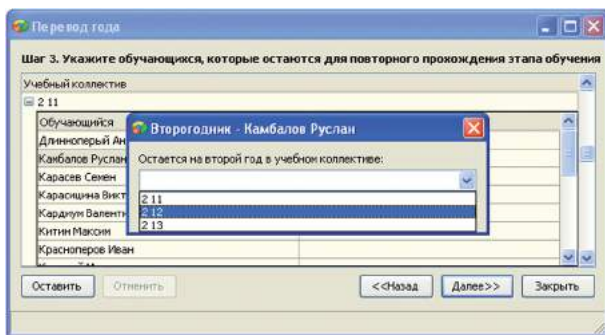 Перевод года
Шаг 3. Укажите обучающихся, которые остаются для повторного прохождения этапа обучения
Учебный коллектив
2 11
Обучающийся
Длинноперый Ан
Камбалов Руслан
Карасев Семен
Карасицина Викт
Кардиум Валенти
Китин Максим
Красноперов Иван
Второгодник - Камбалов Руслан
Остается на второй год в учебном коллективе:
2 11
2 12
2 13
Оставить
Отменить
<<Назад
Далее>>
Закрыть